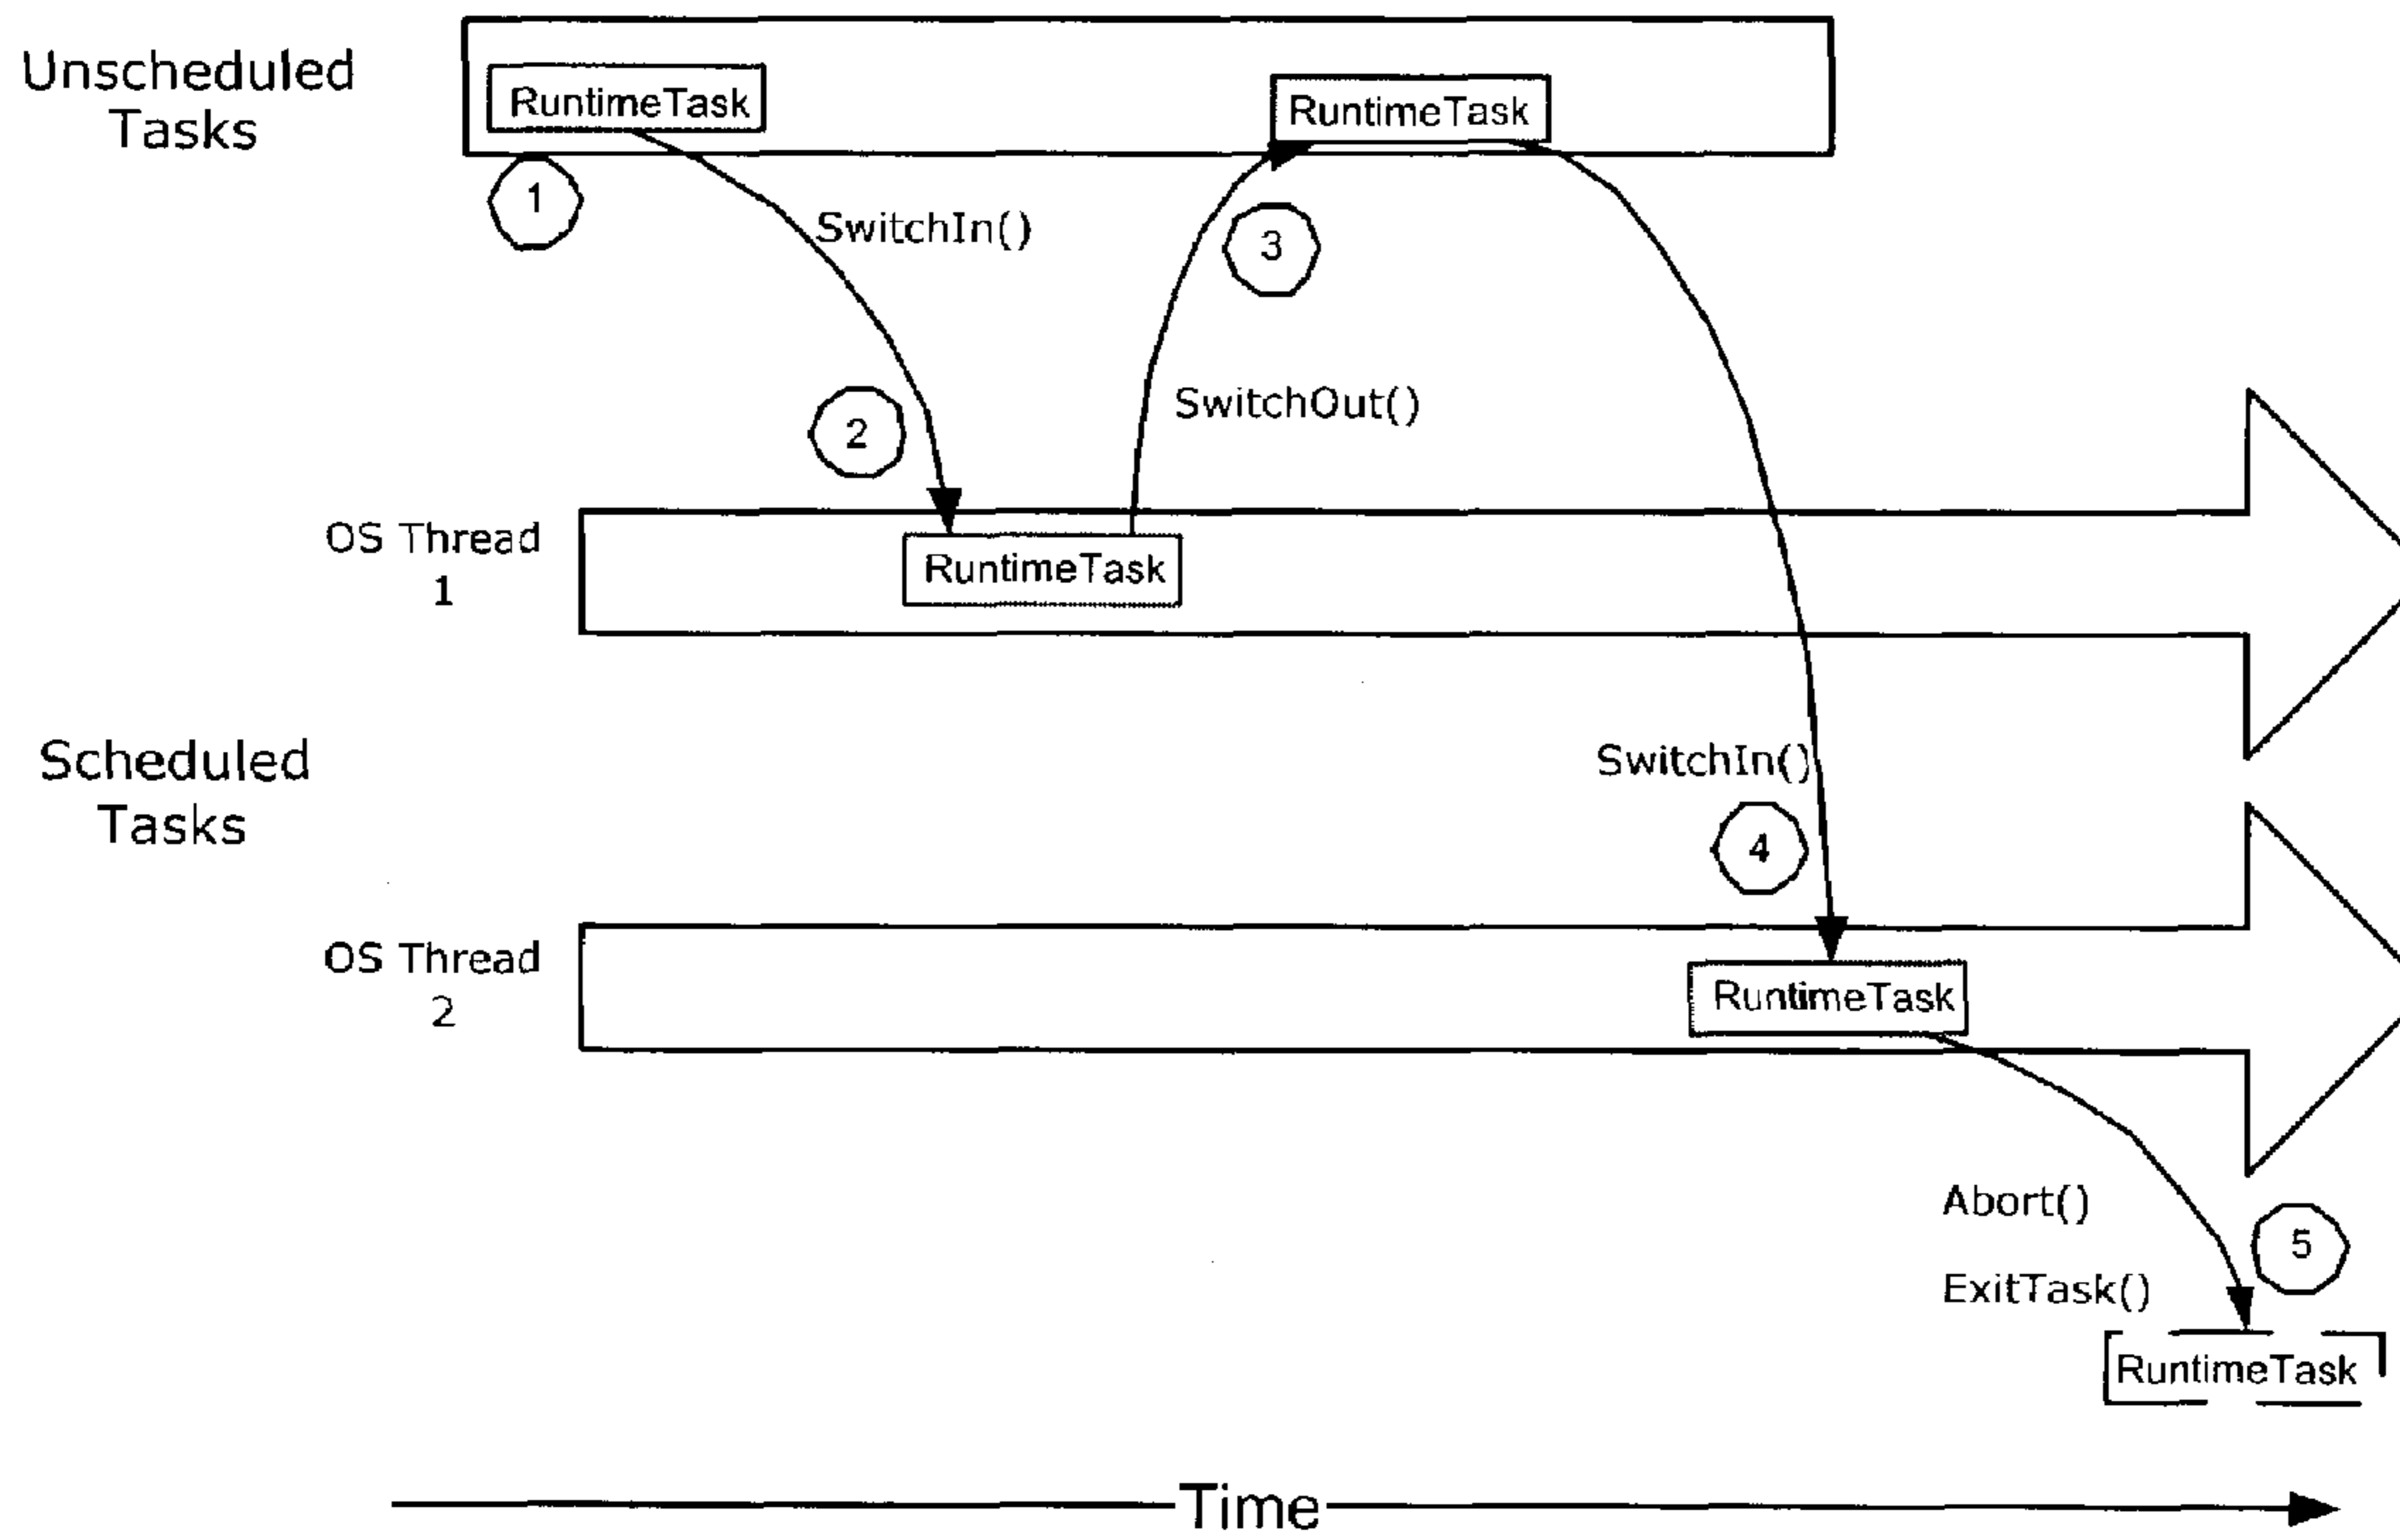 Unscheduled
Tasks
RuntimeTask
RuntimeTask
1
SwitchIn()
3
SwitchOut()
2
OS Thread
1
RuntimeTask
Scheduled
Tasks
SwitchIn()
4
OS Thread
2
RuntimeTask
Abort()
5
ExitTask()
RuntimeTask
Time